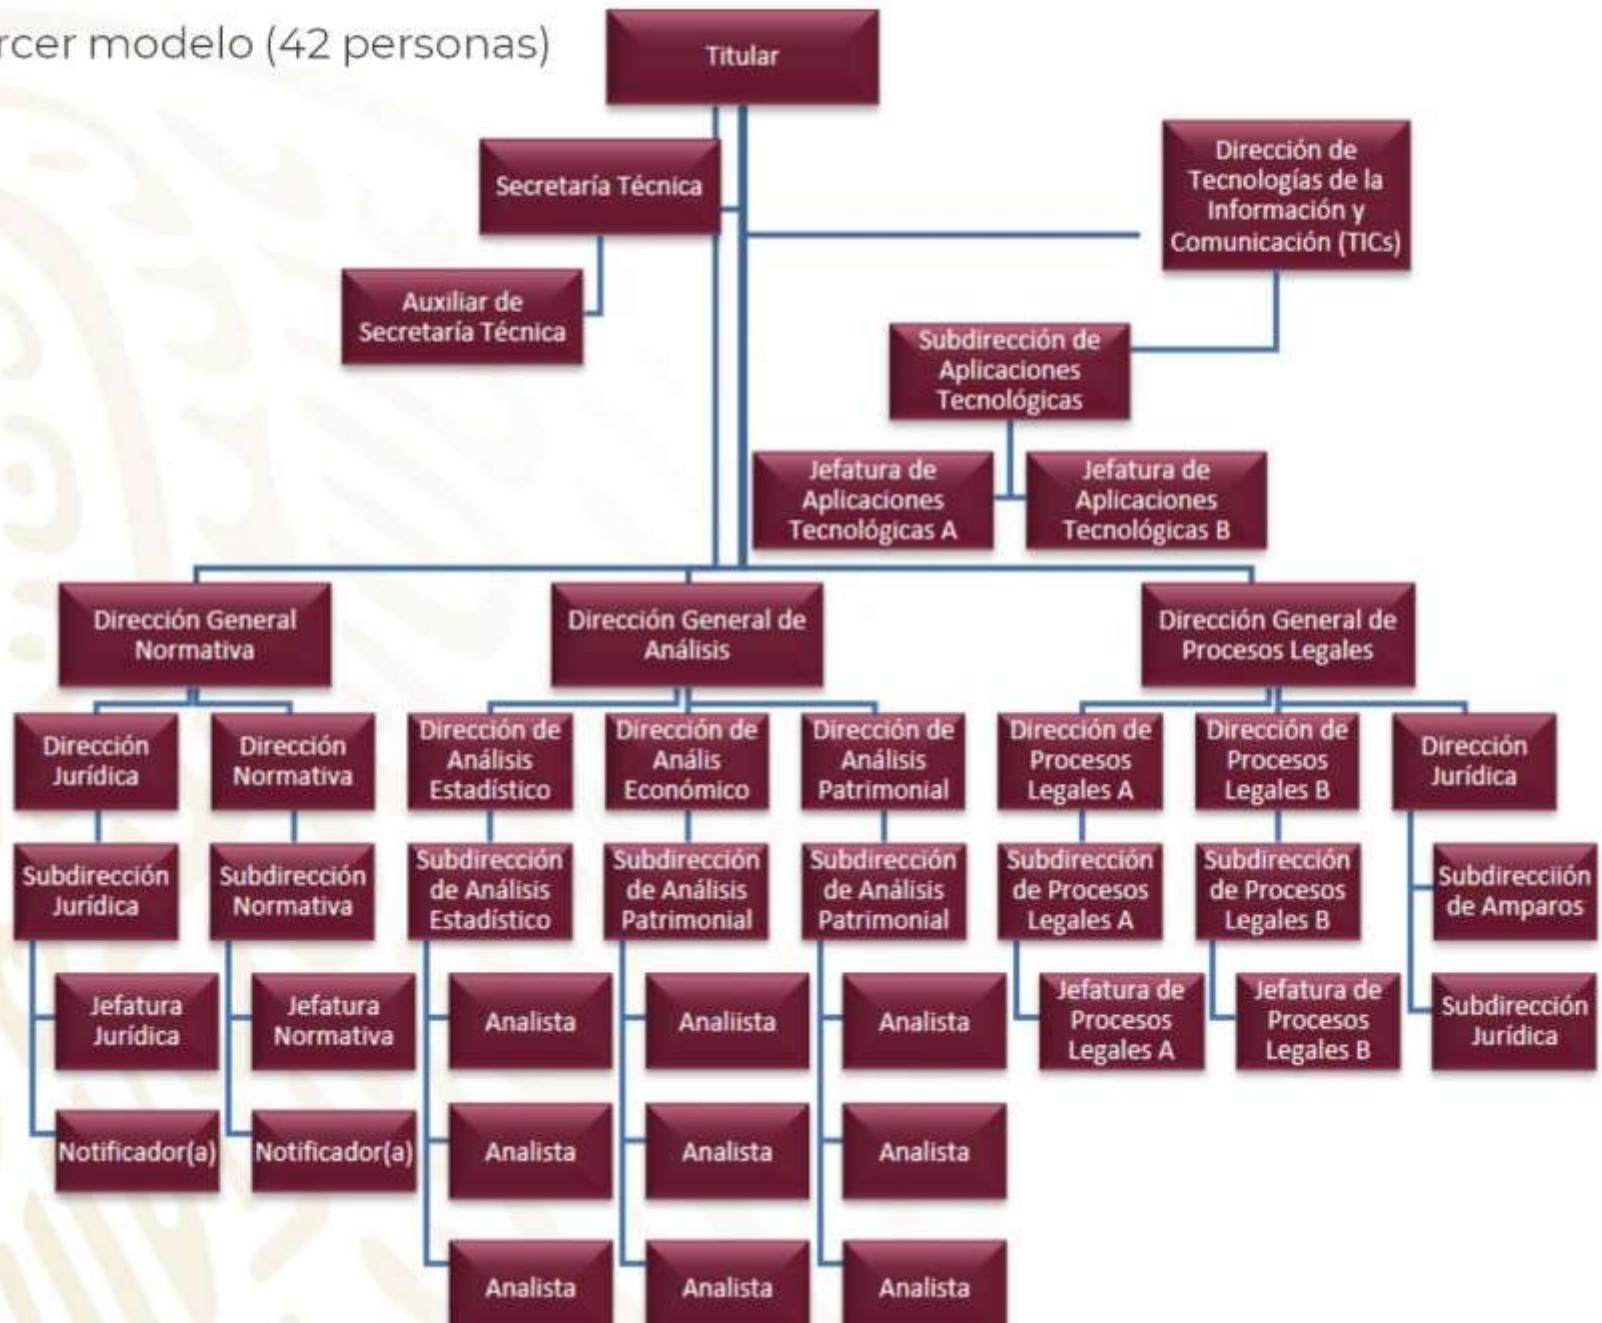 rcer modelo (42 personas)
Titular
Secretaría Técnica
Dirección de
Tecnologías de la
Información y
Comunicación (TICs)
Auxiliar de
Secretaría Técnica
Subdirección de
Aplicaciones
Tecnológicas
Jefatura de
Aplicaciones
Tecnológicas A
Jefatura de
Aplicaciones
Tecnológicas B
Dirección General
Normativa
Dirección General de
Análisis
Dirección General de
Procesos Legales
Dirección
Jurídica
Dirección
Normativa
Dirección de
Análisis
Estadístico
Dirección de
Anális
Económico
Dirección de
Análisis
Patrimonial
Dirección de
Procesos
Legales A
Dirección de
Procesos
Legales B
Dirección
Jurídica
Subdirección
Jurídica
Subdirección
Normativa
Subdirección
de Análisis
Estadístico
Subdirección
de Análisis
Patrimonial
Subdirección
de Análisis
Patrimonial
Subdirección
de Procesos
Legales A
Subdirección
de Procesos
Legales B
Subdirecciión
de Amparos
Jefatura
Jurídica
Jefatura
Normativa
Analista
Analiista
Analista
Jefatura de
Procesos
Legales A
Jefatura de
Procesos
Legales B
Subdirección
Jurídica
Notificador(a)
Notificador(a)
Analista
Analista
Analista
Analista
Analista
Analista